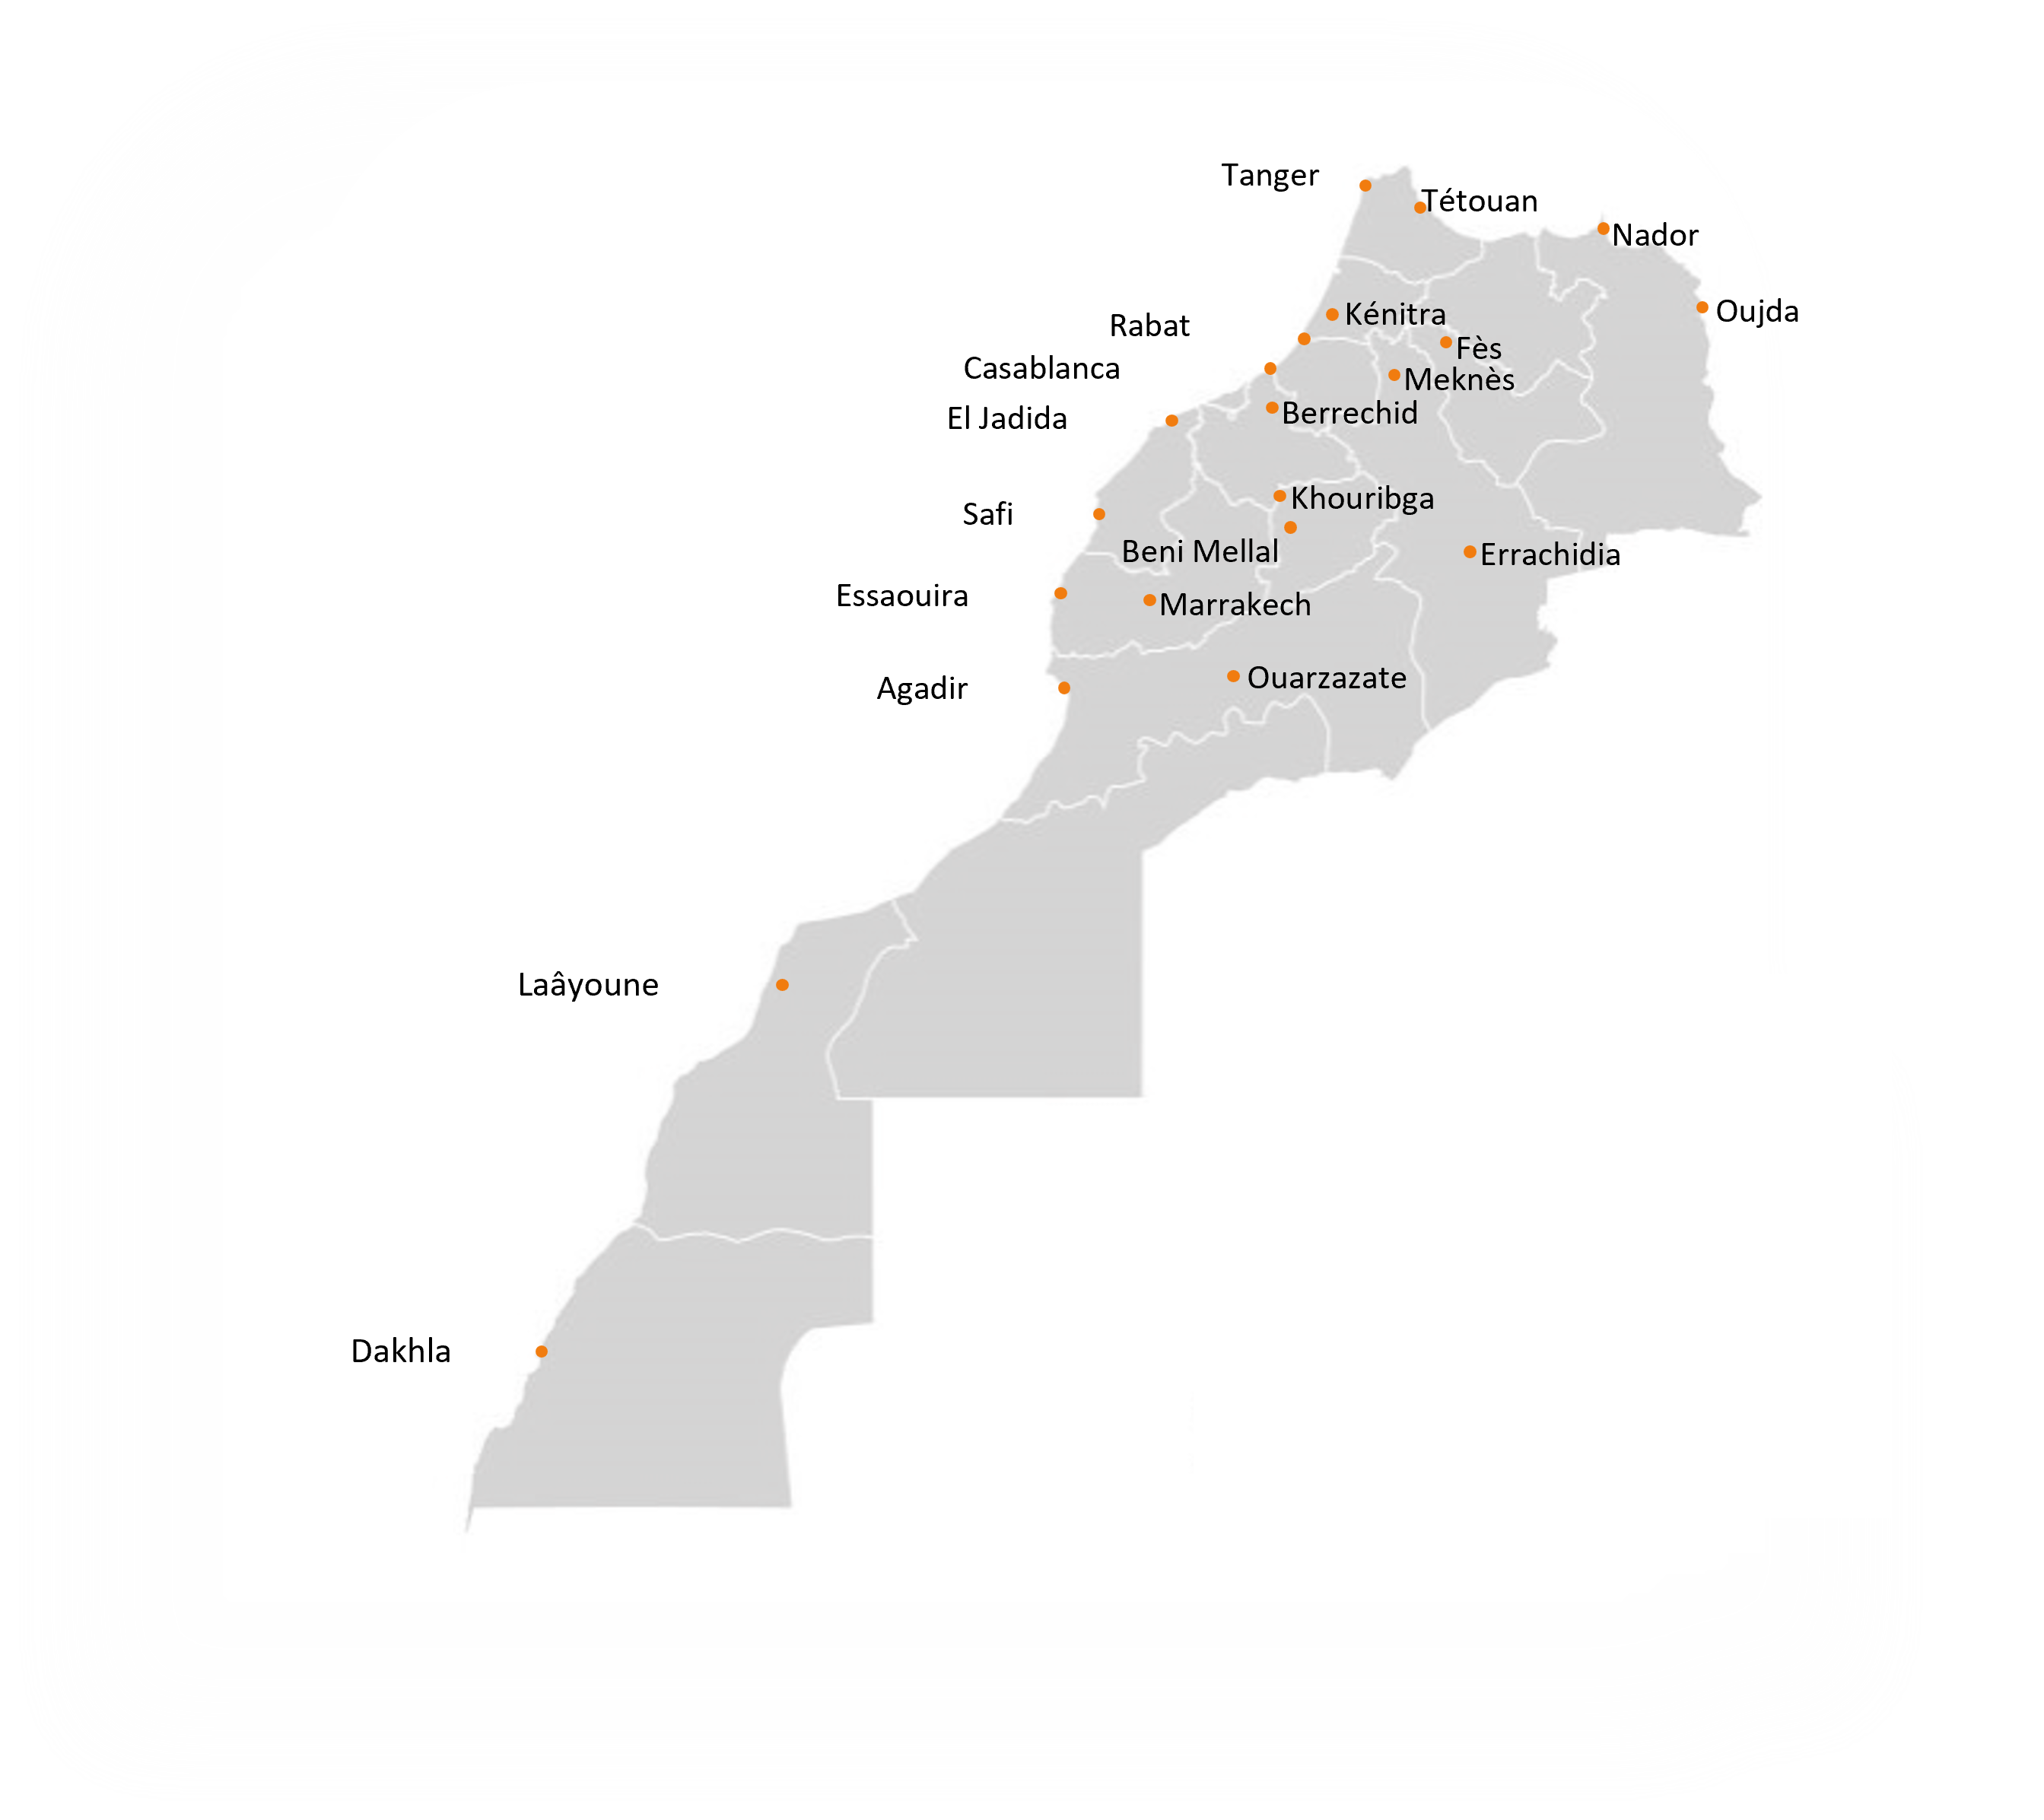 Tanger
Tétouan
Nador
Oujda
Kénitra
Rabat
Fès
Casablanca
Meknès
Berrechid
El Jadida
Khouribga
Safi
Beni Mellal
Errachidia
Essaouira
Marrakech
Ouarzazate
Agadir
Laâyoune
Dakhla